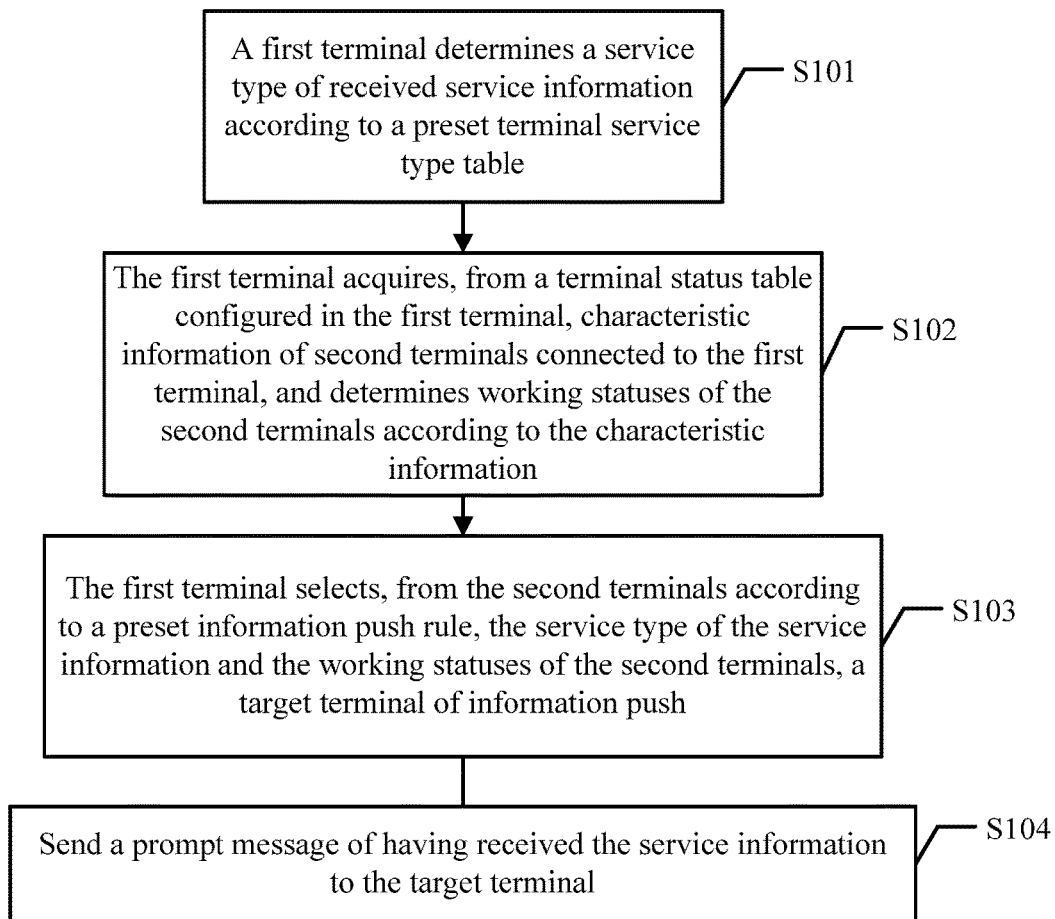 A first terminal determines a service
type of received service information
according to a preset terminal service
type table
S101
The first terminal acquires, from a terminal status table
configured in the first terminal, characteristic
information of second terminals connected to the first
terminal, and determines working statuses of the
second terminals according to the characteristic
information
S102
The first terminal selects, from the second terminals according
to a preset information push rule, the service type of the service
information and the working statuses of the second terminals, a
target terminal of information push
S103
Send a prompt message of having received the service information
to the target terminal
S104